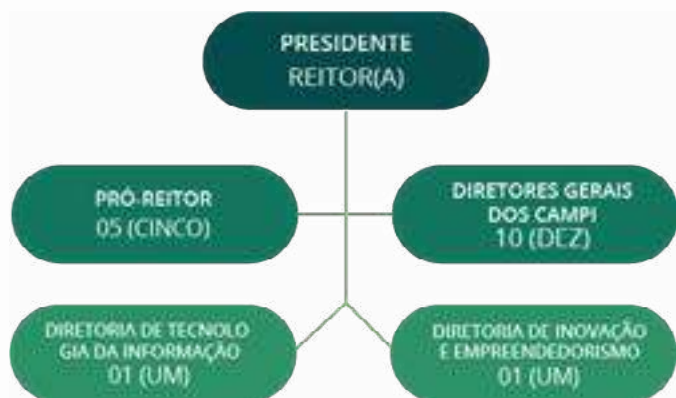 PRESIDENTE
REITOR(A)
PRÓ-REITOR
05 (CINCO)
DIRETORES GERAIS
DOS CAMPI
10 (DEZ)
DIRETORIA DE TECNOLO
GIA DA INFORMAÇÃO
01 (UM)
DIRETORIA DE INOVAÇÃO
E EMPREENDEDORISMO
01 (UM)